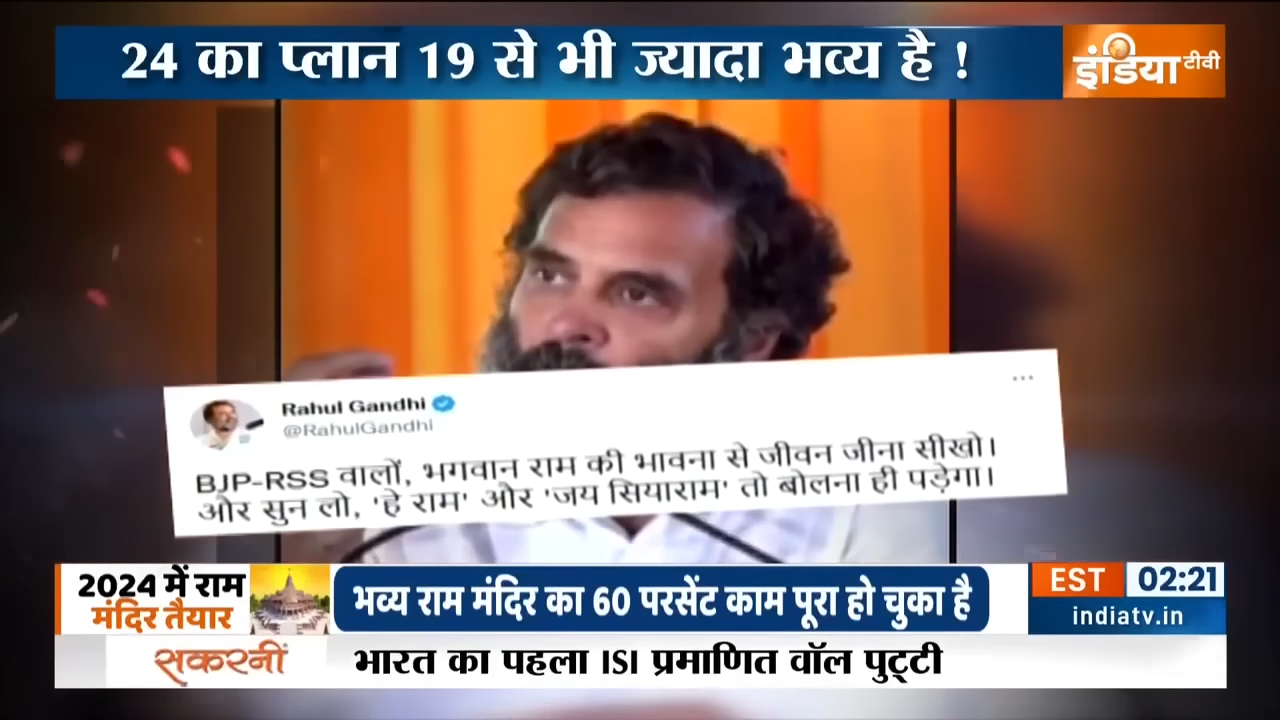 24 का प्लान 19 से भी ज्यादा भव्य है !
इंडिया टीवी
Rahul Gandhi
@RahulGandhi
BJP-RSS वालों, भगवान राम की भावना से जीवन जीना सीखो।
और सुन लो, 'हे राम' और 'जय सियाराम' तो बोलना ही पड़ेगा।
2024 में राम
मंदिर तैयार
भव्य राम मंदिर का 60 परसेंट काम पूरा हो चुका है
EST 02:21
indiatv.in
सकरनी
भारत का पहला ISI प्रमाणित वॉल पुट्टी